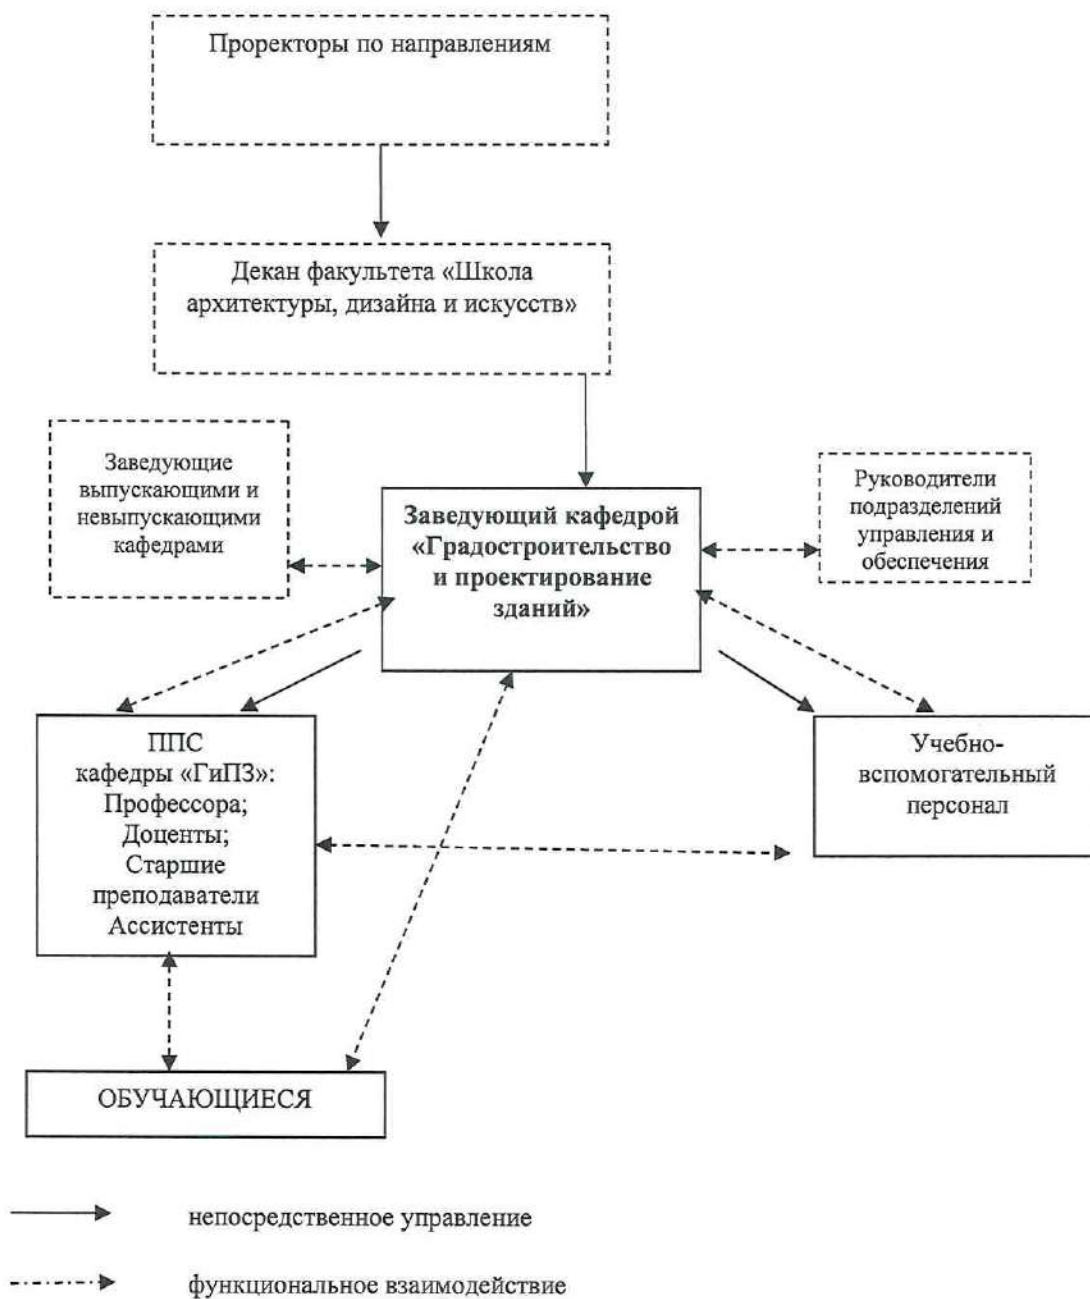 Проректоры по направлениям
Декан факультета «Школа
архитектуры, дизайна и искусств»
Заведующие
выпускающими и
невыпускающими
кафедрами
Заведующий кафедрой
«Градостроительство
и проектирование
зданий»
Руководители
подразделений
управления и
обеспечения
ППС
кафедры «ГиПЗ»:
Профессора;
Доценты;
Старшие
преподаватели
Ассистенты
Учебно-
вспомогательный
персонал
ОБУЧАЮЩИЕСЯ
непосредственное управление
функциональное взаимодействие